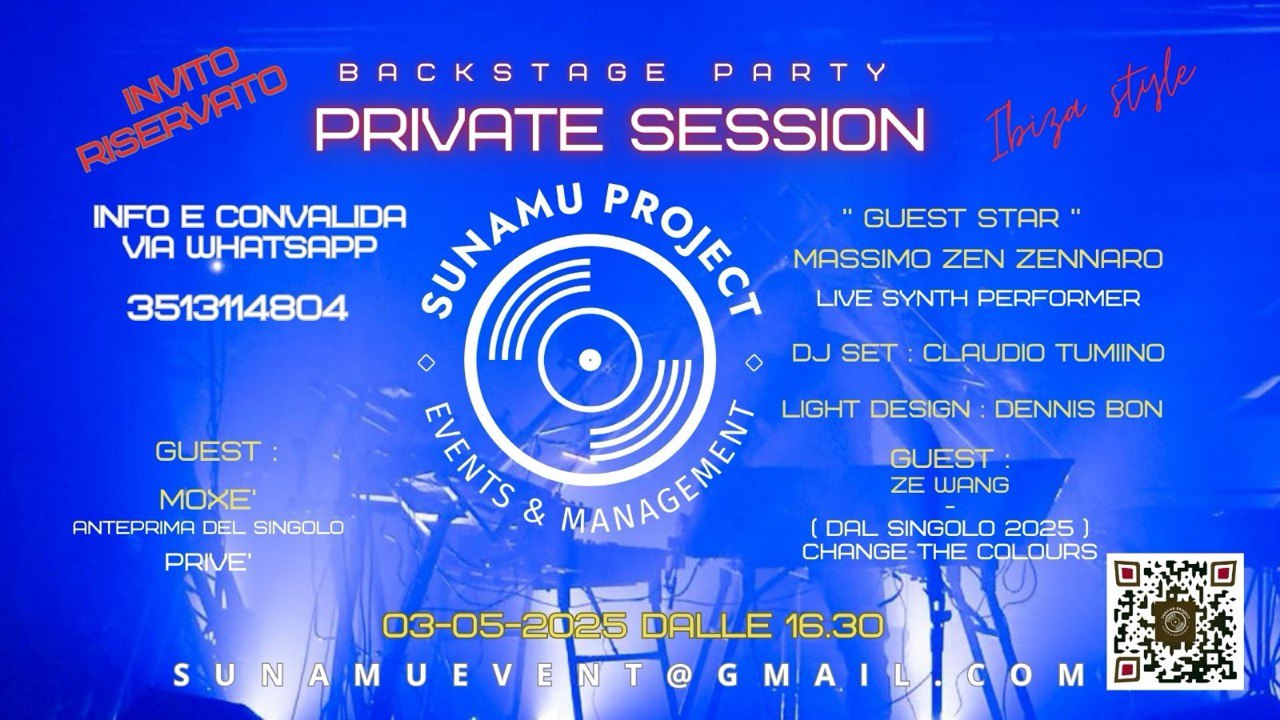 INVITO
RISERVATO
BACKSTAGE PARTY
PRIVATE SESSION
Ibiza style
INFO E CONVALIDA
VIA WHATSAPP
3513114804
SUNAMU PROJECT
EVENTS & MANAGEMENT
" GUEST STAR "
MASSIMO ZEN ZENNARO
LIVE SYNTH PERFORMER
DJ SET : CLAUDIO TUMIINO
LIGHT DESIGN : DENNIS BON
GUEST :
MOXE'
ANTEPRIMA DEL SINGOLO
PRIVE'
GUEST :
ZE WANG
-
( DAL SINGOLO 2025 )
CHANGE THE COLOURS
03-05-2025 DALLE 16.30
SUNAMUEVENT@GMAIL.COM